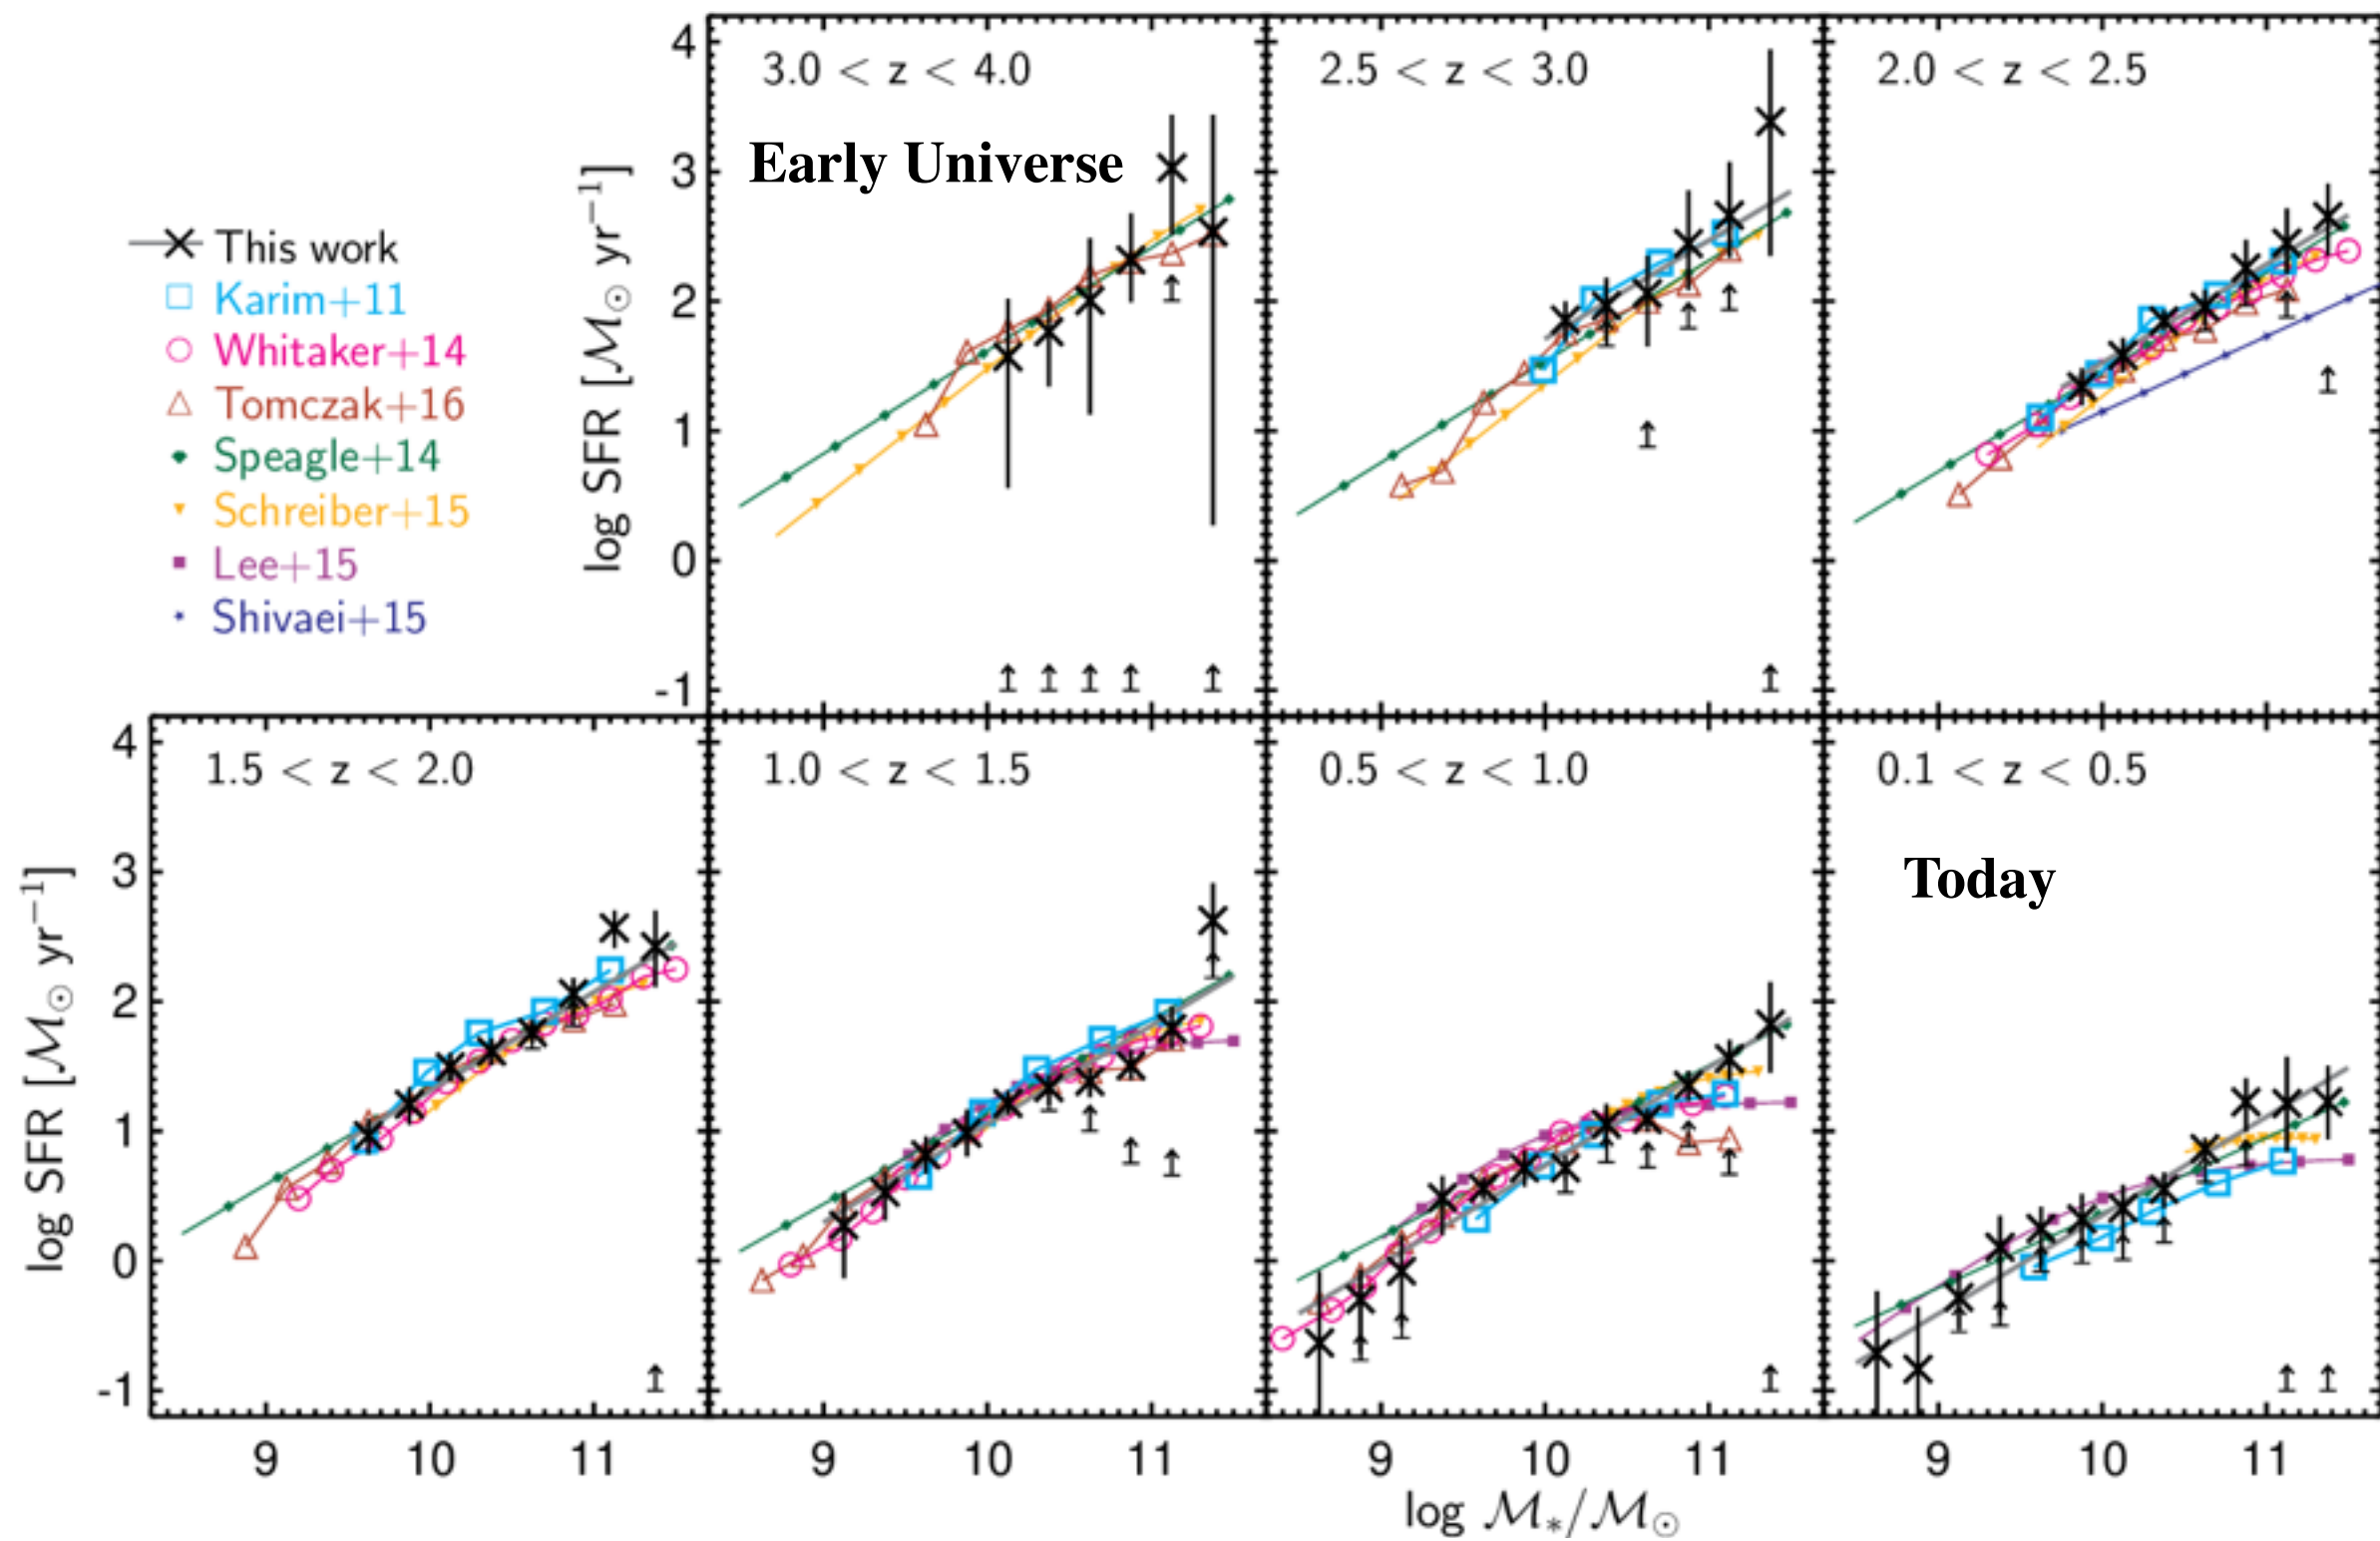 4
3.0 < z < 4.0
2.5 < z < 3.0
2.0 < z < 2.5
Early Universe
3
This work
Karim+11
2
Whitaker+14
Tomczak+16
1
Speagle+14
Schreiber+15
0
Lee+15
Shivaei+15
-1
log SFR [ℳ⊙ yr⁻¹]
4
1.5 < z < 2.0
1.0 < z < 1.5
0.5 < z < 1.0
0.1 < z < 0.5
3
Today
2
1
0
-1
log SFR [ℳ⊙ yr⁻¹]
9 10 11 9 10 11 9 10 11 9 10 11
log ℳ*/ℳ⊙